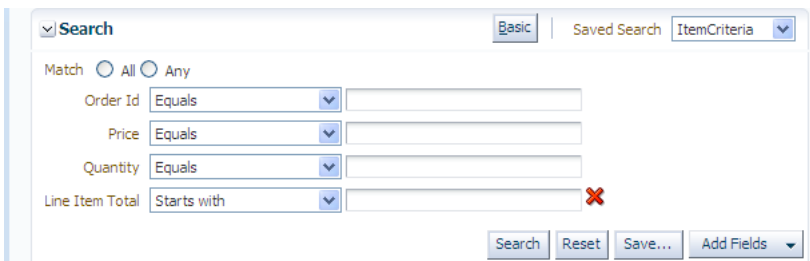 Search Basic Saved Search ItemCriteria
Match All Any
Order Id Equals
Price Equals
Quantity Equals
Line Item Total Starts with
Search Reset Save... Add Fields